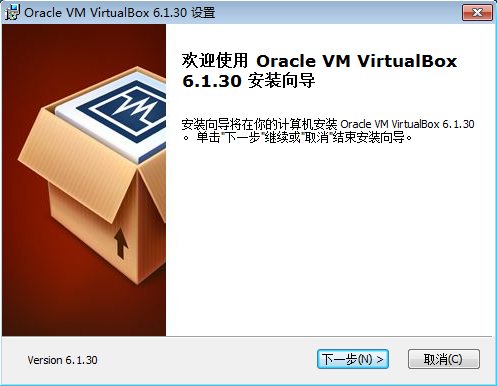 Oracle VM VirtualBox 6.1.30 设置
欢迎使用 Oracle VM VirtualBox
6.1.30 安装向导
安装向导将在你的计算机安装 Oracle VM VirtualBox 6.1.30
。 单击"下一步"继续或"取消"结束安装向导。
Version 6.1.30
下一步(N) >
取消(C)